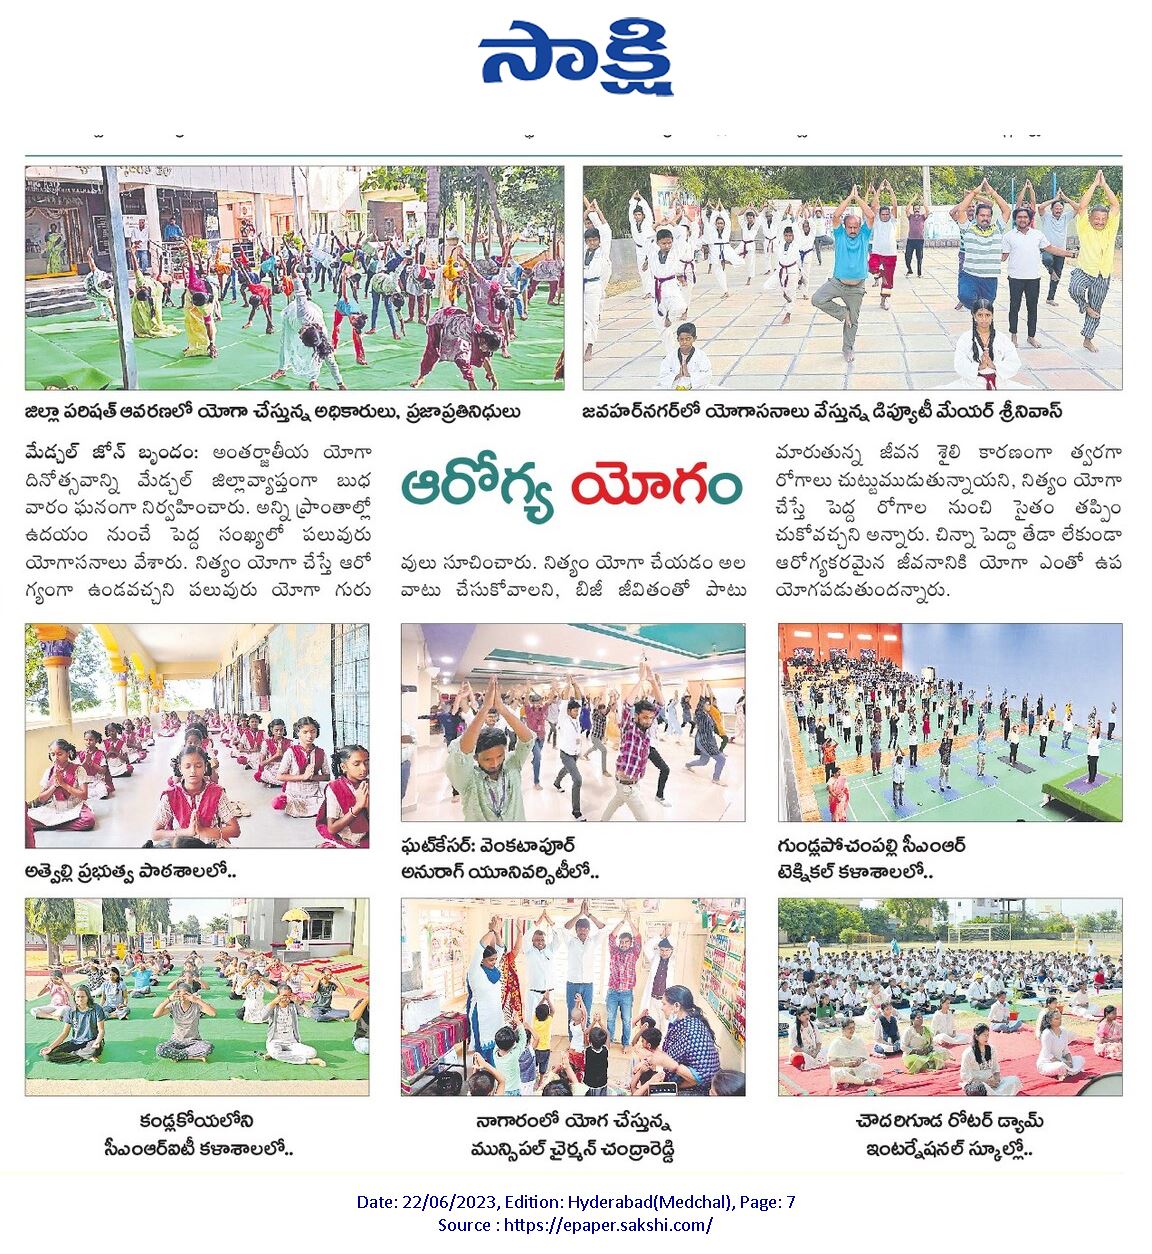 సాక్షి
జిల్లా పరిషత్ ఆవరణలో యోగా చేస్తున్న అధికారులు, ప్రజాప్రతినిధులు
జవహర్‌నగర్‌లో యోగాసనాలు వేస్తున్న డిప్యూటీ మేయర్ శ్రీనివాస్
ఆరోగ్య యోగం
మేడ్చల్ జోన్ బృందం: అంతర్జాతీయ యోగా
దినోత్సవాన్ని మేడ్చల్ జిల్లావ్యాప్తంగా బుధ
వారం ఘనంగా నిర్వహించారు. అన్ని ప్రాంతాల్లో
ఉదయం నుంచే పెద్ద సంఖ్యలో పలువురు
యోగాసనాలు వేశారు. నిత్యం యోగా చేస్తే ఆరో
గ్యంగా ఉండవచ్చని పలువురు యోగా గురు
వులు సూచించారు. నిత్యం యోగా చేయడం అల
వాటు చేసుకోవాలని, బిజీ జీవితంతో పాటు
మారుతున్న జీవన శైలి కారణంగా త్వరగా
రోగాలు చుట్టుముడుతున్నాయని, నిత్యం యోగా
చేస్తే పెద్ద రోగాల నుంచి సైతం తప్పిం
చుకోవచ్చని అన్నారు. చిన్నా పెద్దా తేడా లేకుండా
ఆరోగ్యకరమైన జీవనానికి యోగా ఎంతో ఉప
యోగపడుతుందన్నారు.
అత్వెల్లి ప్రభుత్వ పాఠశాలలో..
ఘట్‌కేసర్: వెంకటాపూర్
అనురాగ్ యూనివర్సిటీలో..
గుండ్లపోచంపల్లి సీఎంఆర్
టెక్నికల్ కళాశాలలో..
కండ్లకోయలోని
సీఎంఆర్ఐటీ కళాశాలలో..
నాగారంలో యోగ చేస్తున్న
మున్సిపల్ చైర్మన్ చంద్రారెడ్డి
చౌదరిగూడ రోటర్ డ్యామ్
ఇంటర్నేషనల్ స్కూల్లో..
Date: 22/06/2023, Edition: Hyderabad(Medchal), Page: 7
Source : https://epaper.sakshi.com/